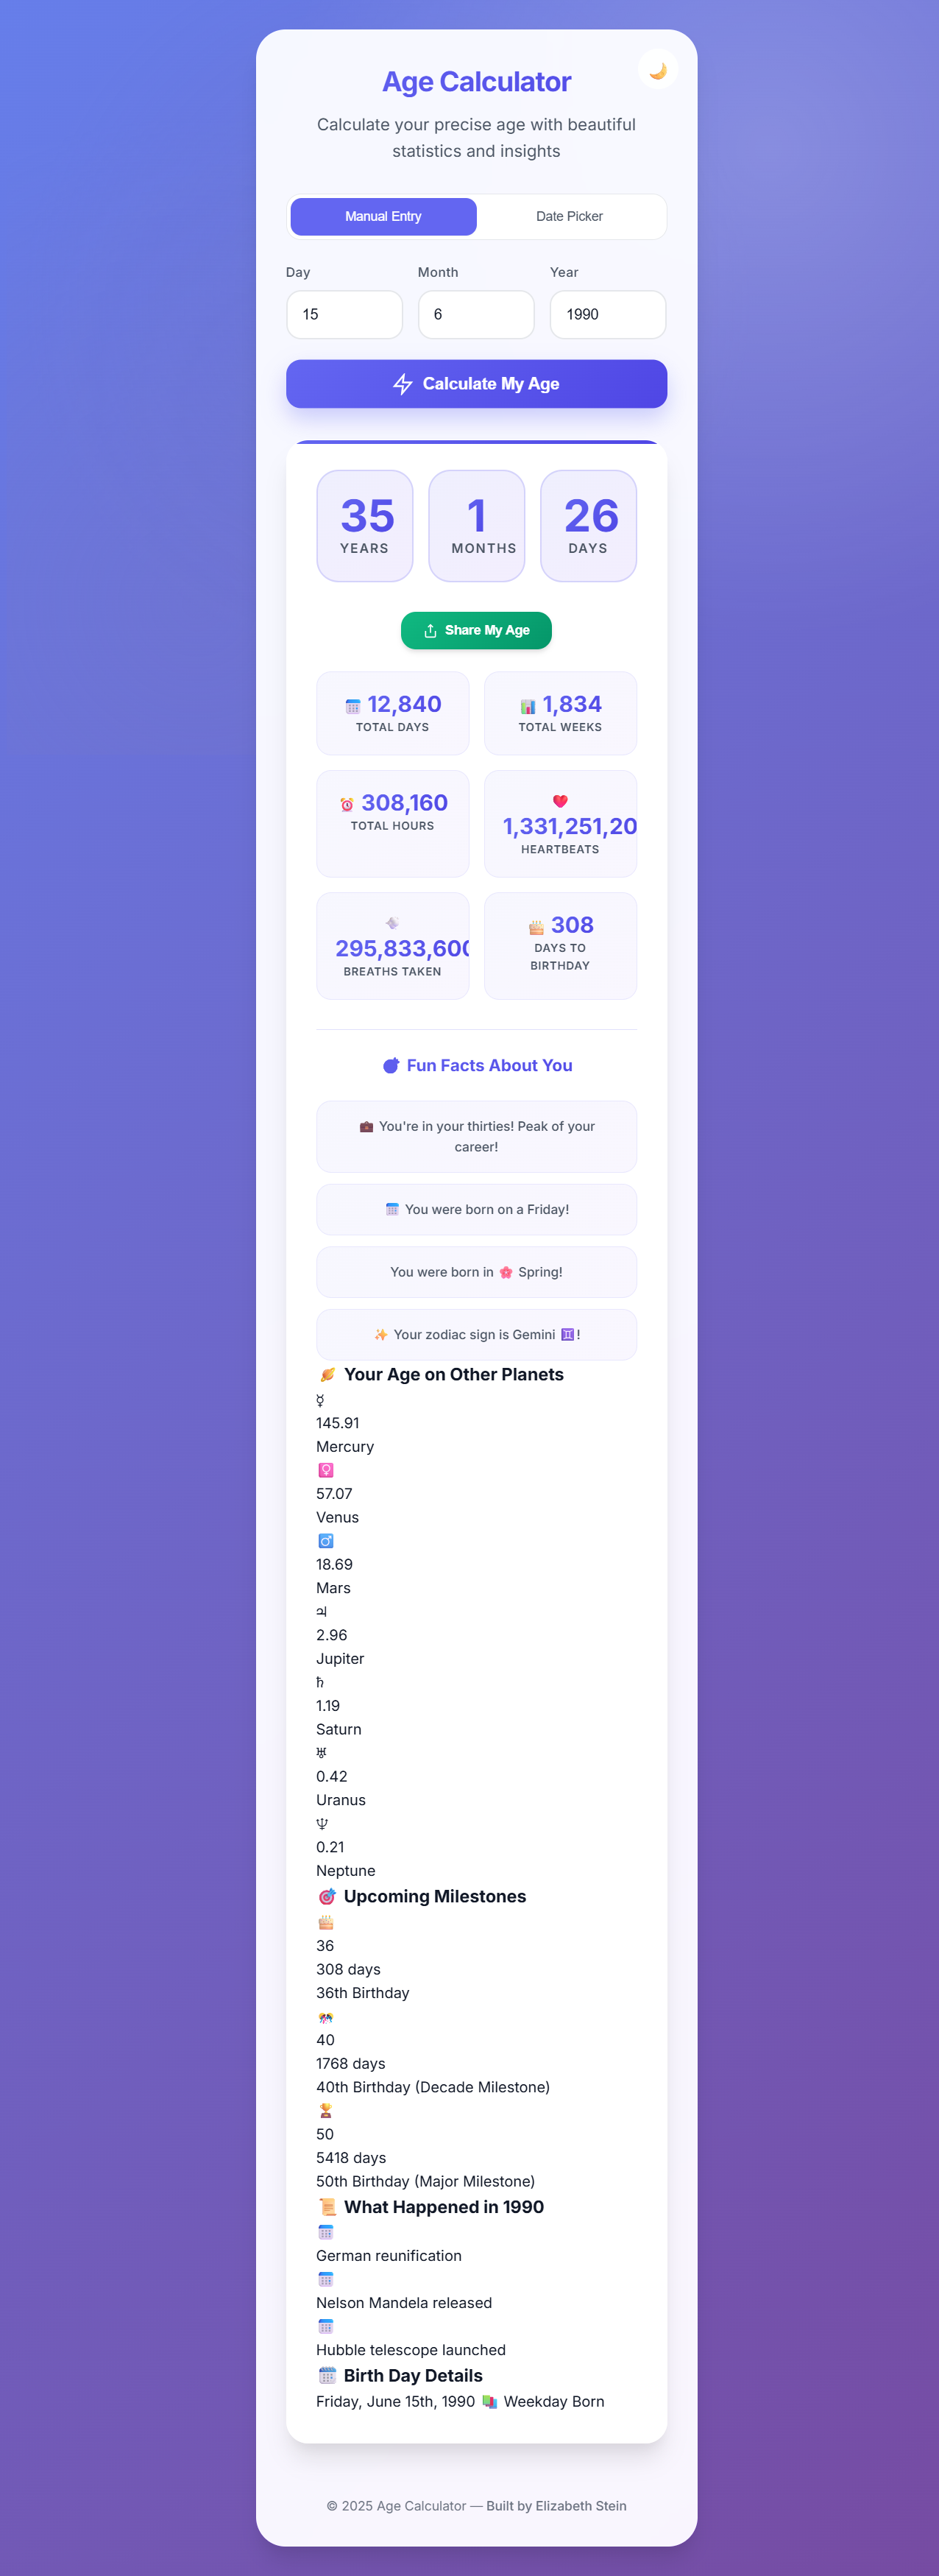 Age Calculator
Calculate your precise age with beautiful
statistics and insights
Manual Entry
Date Picker
Day
Month
Year
15
6
1990
Calculate My Age
35
YEARS
1
MONTHS
26
DAYS
Share My Age
12,840
TOTAL DAYS
1,834
TOTAL WEEKS
308,160
TOTAL HOURS
1,331,251,20
HEARTBEATS
295,833,600
BREATHS TAKEN
308
DAYS TO
BIRTHDAY
Fun Facts About You
💼 You're in your thirties! Peak of your
career!
You were born on a Friday!
You were born in 🌸 Spring!
✨ Your zodiac sign is Gemini ♊!
🪐 Your Age on Other Planets
☿
145.91
Mercury
♀
57.07
Venus
♂
18.69
Mars
♃
2.96
Jupiter
♄
1.19
Saturn
♅
0.42
Uranus
♆
0.21
Neptune
🎯 Upcoming Milestones
🎂
36
308 days
36th Birthday
🎊
40
1768 days
40th Birthday (Decade Milestone)
🏆
50
5418 days
50th Birthday (Major Milestone)
📜 What Happened in 1990
German reunification
Nelson Mandela released
Hubble telescope launched
Birth Day Details
Friday, June 15th, 1990 Weekday Born
© 2025 Age Calculator — Built by Elizabeth Stein